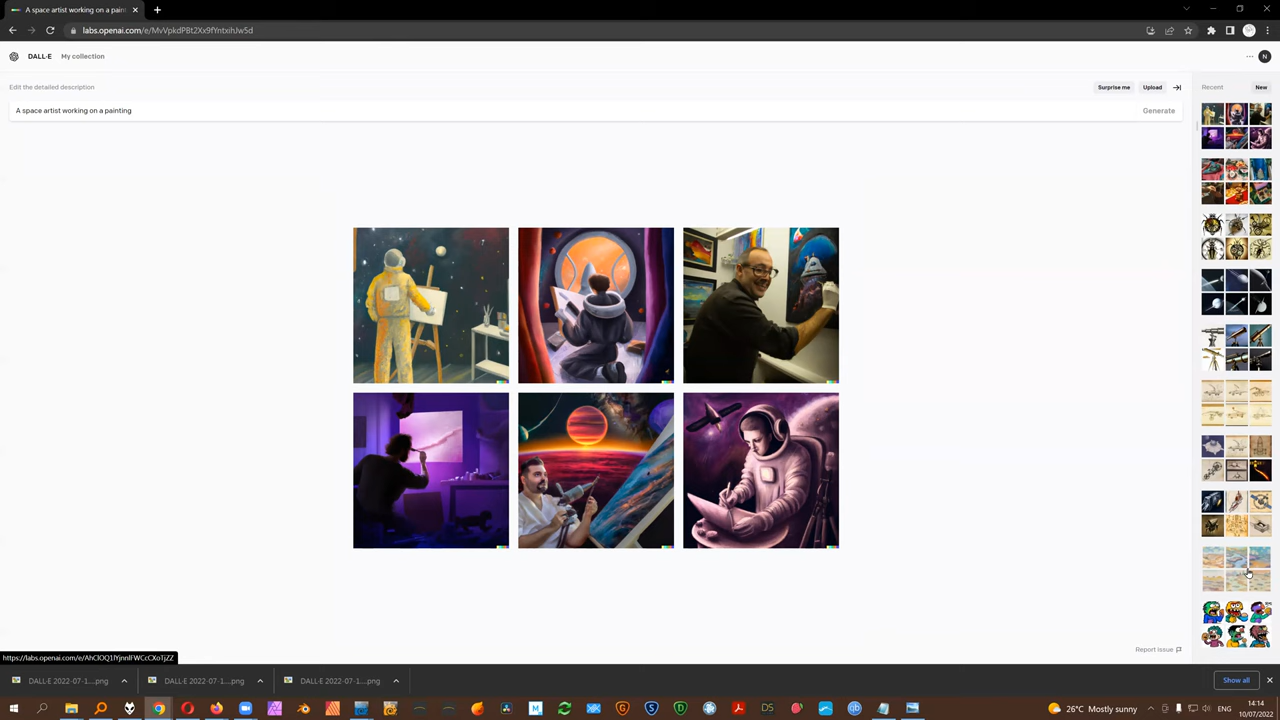 A space artist working on a paint
labs.openai.com/e/MvVpkdPBt2Xx9fYntxihJw5d
DALL·E
My collection
N
Edit the detailed description
Surprise me
Upload
Recent
New
A space artist working on a painting
Generate
Report issue
https://labs.openai.com/e/AhClOQ1lYjnnlFWCcCXoTjZZ
DALL·E 2022-07-1....png
DALL·E 2022-07-1....png
DALL·E 2022-07-1....png
Show all
26°C Mostly sunny
ENG
14:14
10/07/2022